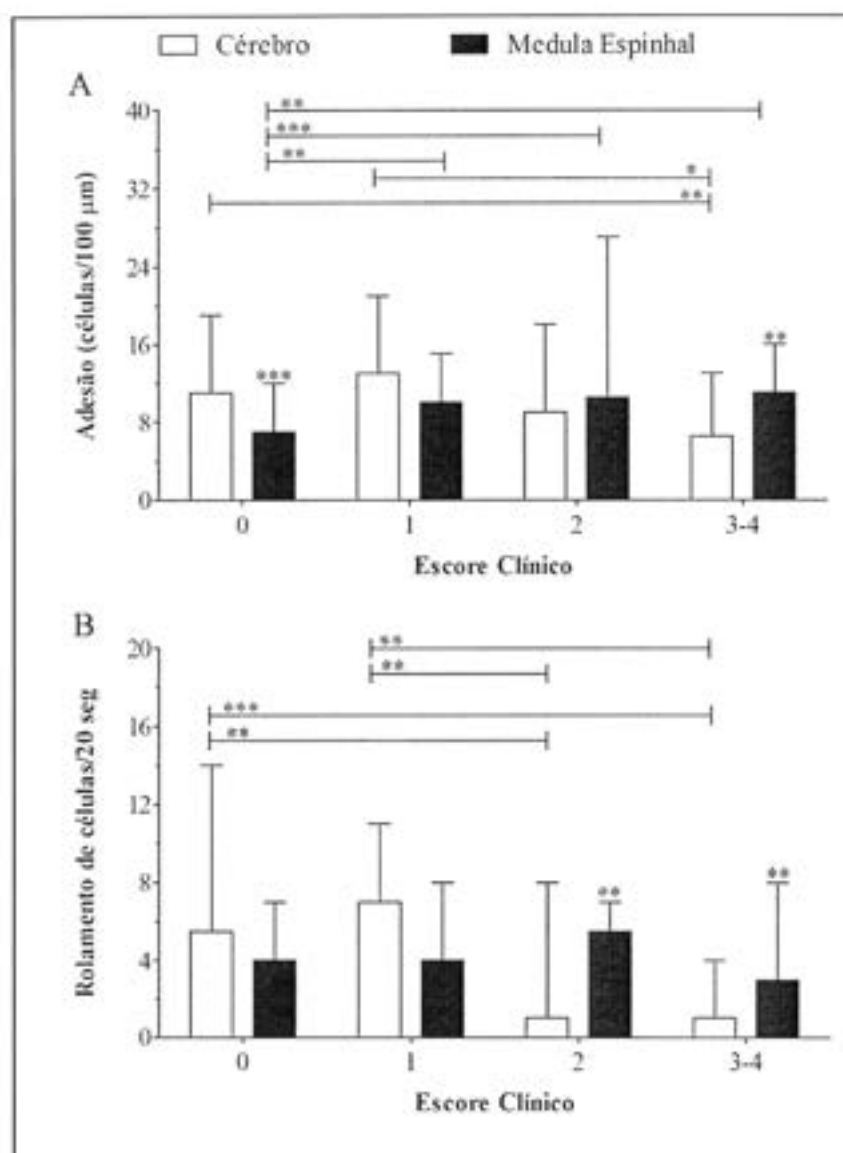 Cérebro Medula Espinhal
A
40
32
24
16
8
0
Adesão (células/100 µm)
**
***
**
*
**
***
**
0 1 2 3-4
Escore Clínico
B
20
16
12
8
4
0
Rolamento de células/20 seg
**
**
***
**
**
**
0 1 2 3-4
Escore Clínico